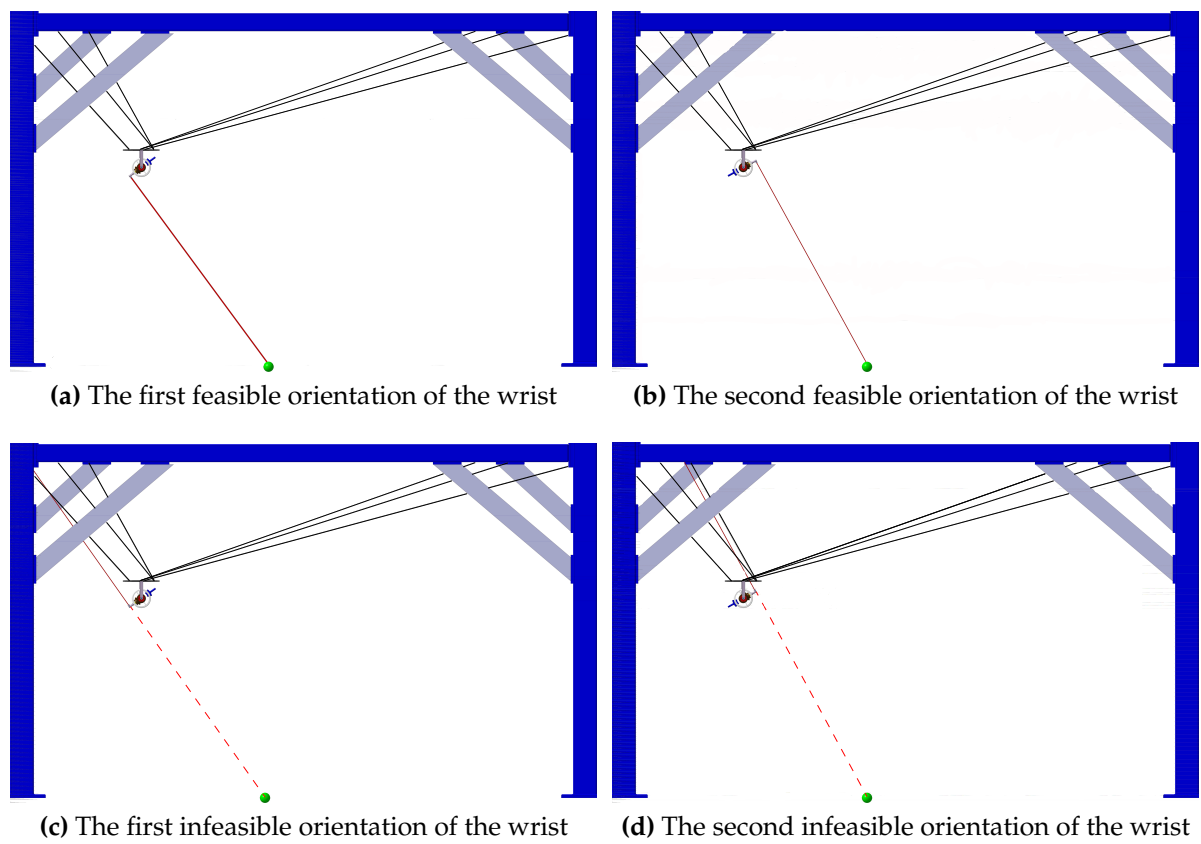 (a) The first feasible orientation of the wrist
(b) The second feasible orientation of the wrist
(c) The first infeasible orientation of the wrist
(d) The second infeasible orientation of the wrist